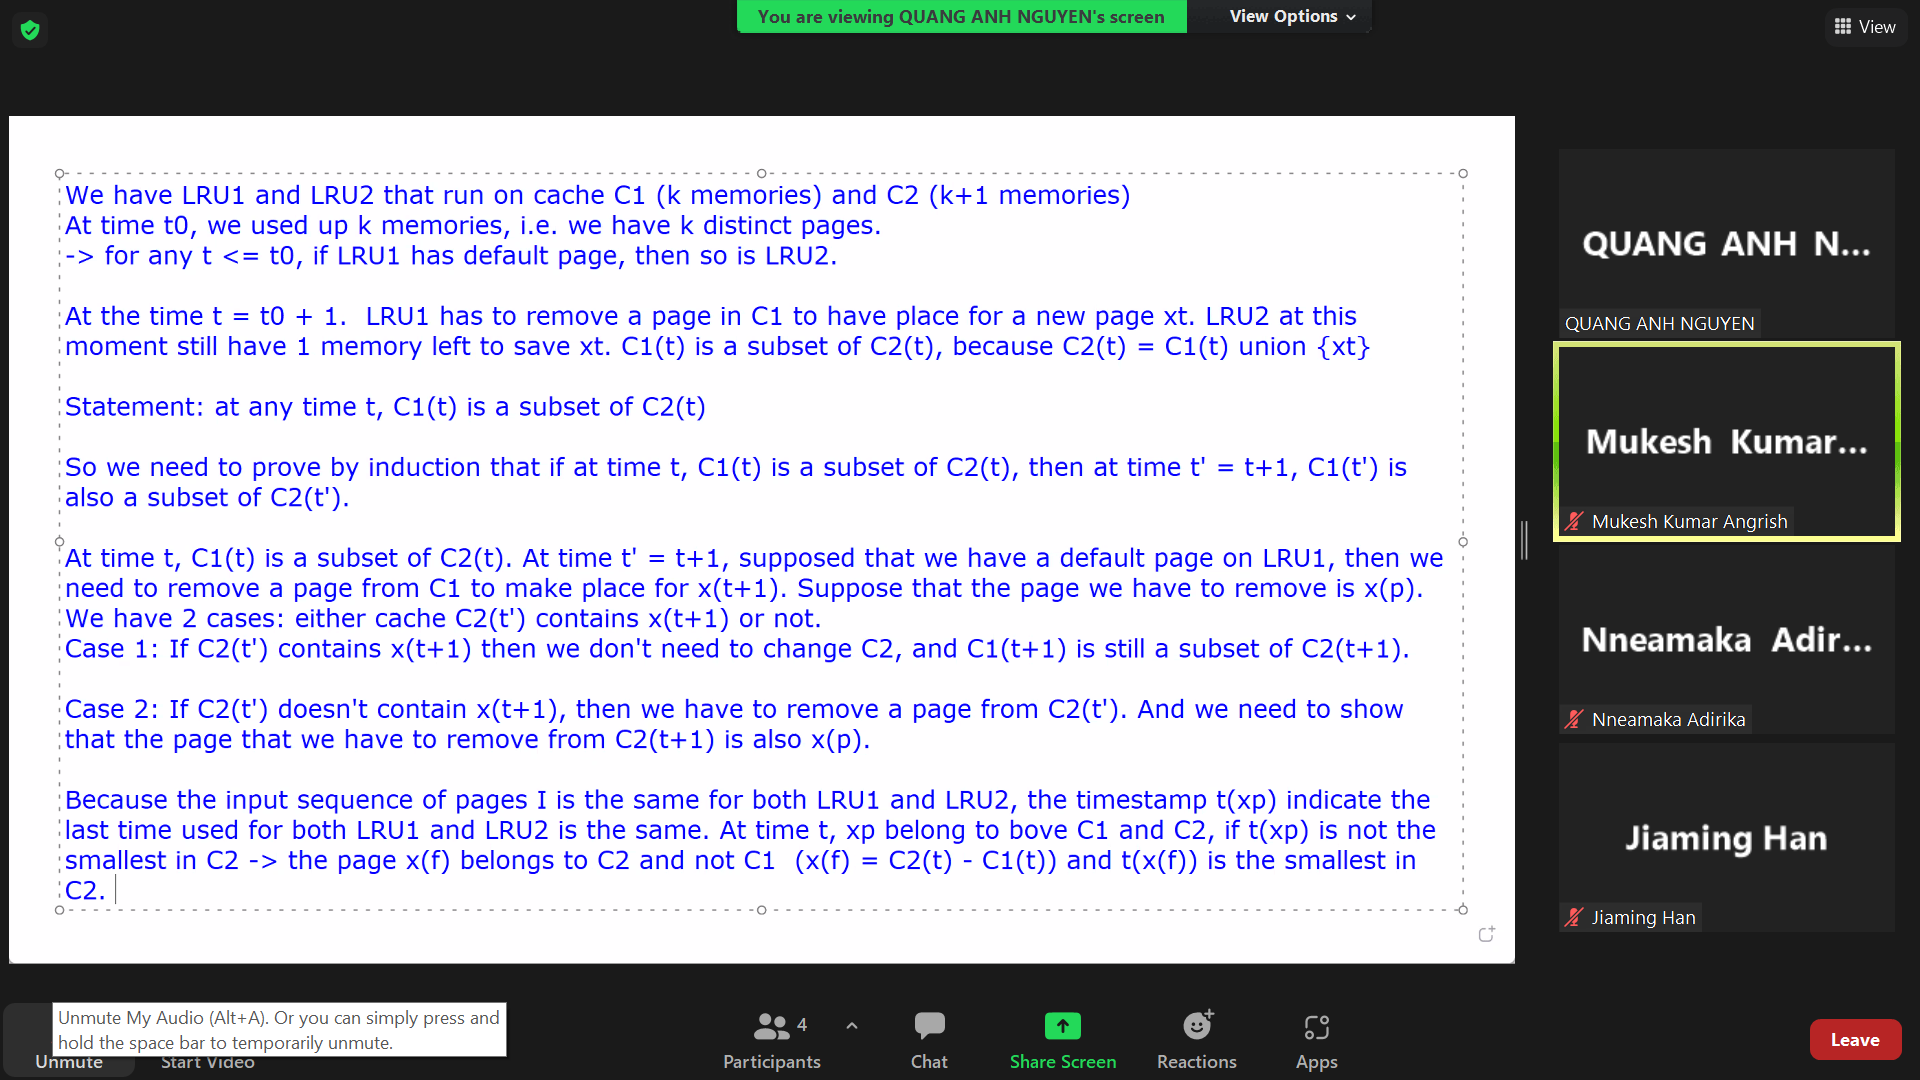 You are viewing QUANG ANH NGUYEN's screen
View Options
View
We have LRU1 and LRU2 that run on cache C1 (k memories) and C2 (k+1 memories)
At time t0, we used up k memories, i.e. we have k distinct pages.
-> for any t <= t0, if LRU1 has default page, then so is LRU2.
At the time t = t0 + 1.  LRU1 has to remove a page in C1 to have place for a new page xt. LRU2 at this
moment still have 1 memory left to save xt. C1(t) is a subset of C2(t), because C2(t) = C1(t) union {xt}
Statement: at any time t, C1(t) is a subset of C2(t)
So we need to prove by induction that if at time t, C1(t) is a subset of C2(t), then at time t' = t+1, C1(t') is
also a subset of C2(t').
At time t, C1(t) is a subset of C2(t). At time t' = t+1, supposed that we have a default page on LRU1, then we
need to remove a page from C1 to make place for x(t+1). Suppose that the page we have to remove is x(p).
We have 2 cases: either cache C2(t') contains x(t+1) or not.
Case 1: If C2(t') contains x(t+1) then we don't need to change C2, and C1(t+1) is still a subset of C2(t+1).
Case 2: If C2(t') doesn't contain x(t+1), then we have to remove a page from C2(t'). And we need to show
that the page that we have to remove from C2(t+1) is also x(p).
Because the input sequence of pages I is the same for both LRU1 and LRU2, the timestamp t(xp) indicate the
last time used for both LRU1 and LRU2 is the same. At time t, xp belong to bove C1 and C2, if t(xp) is not the
smallest in C2 -> the page x(f) belongs to C2 and not C1  (x(f) = C2(t) - C1(t)) and t(x(f)) is the smallest in
C2.
QUANG ANH N...
QUANG ANH NGUYEN
Mukesh Kumar...
Mukesh Kumar Angrish
Nneamaka Adir...
Nneamaka Adirika
Jiaming Han
Jiaming Han
Unmute My Audio (Alt+A). Or you can simply press and
hold the space bar to temporarily unmute.
Unmute
Start Video
4
Participants
Chat
Share Screen
Reactions
Apps
Leave